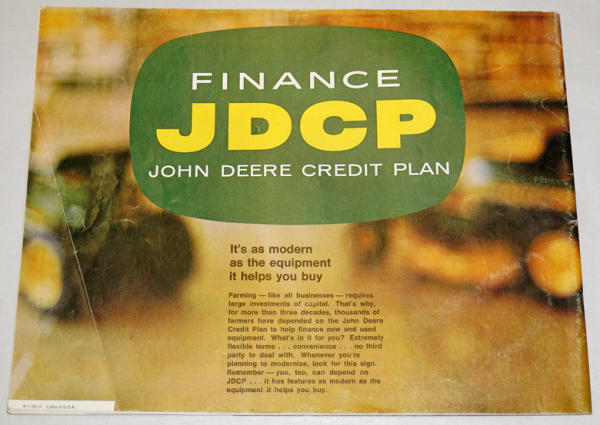 FINANCE
JDCP
JOHN DEERE CREDIT PLAN
It's as modern
as the equipment
it helps you buy
Farming — like all businesses — requires
large investments of capital. That's why,
for more than three decades, thousands of
farmers have depended on the John Deere
Credit Plan to help finance new and used
equipment. What's in it for you? Extremely
flexible terms . . . convenience . . . no third
party to deal with. Whenever you're
planning to modernize, look for this sign.
Remember — you, too, can depend on
JDCP . . . it has features as modern as the
equipment it helps you buy.
Litho in U.S.A.